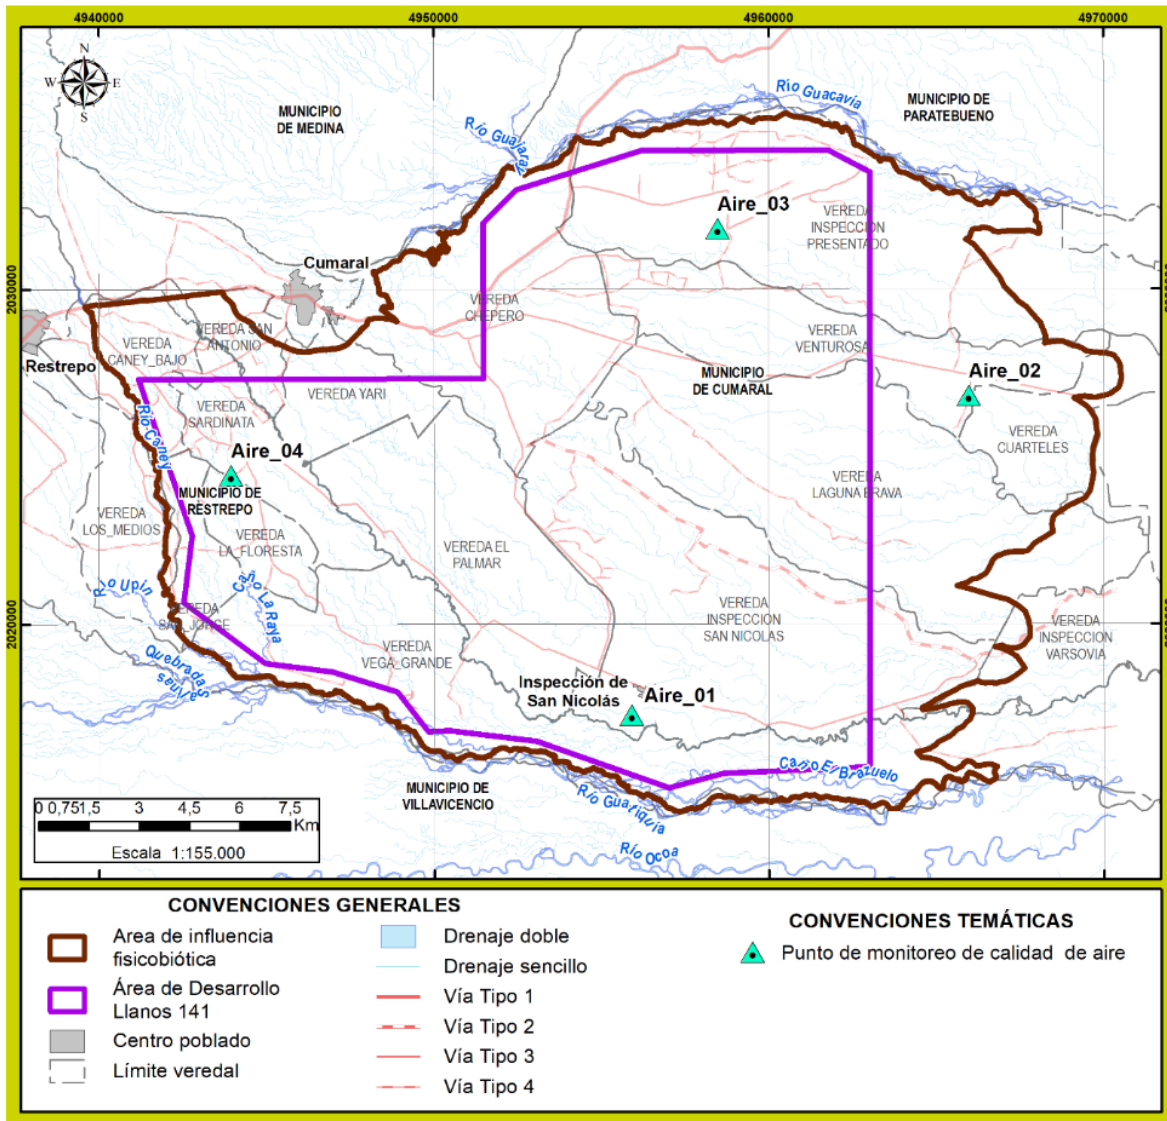 4940000
4950000
4960000
4970000
N
W
E
S
MUNICIPIO
DE MEDINA
Río Guajaray
Río Guacavía
MUNICIPIO DE
PARATEBUENO
Aire_03
VEREDA
INSPECCION
PRESENTADO
Cumaral
2030000
VEREDA
CHEPERO
VEREDA SAN
ANTONIO
VEREDA
CANEY_BAJO
Restrepo
VEREDA
VENTUROSA
MUNICIPIO
DE CUMARAL
Aire_02
VEREDA YARI
VEREDA
SARDINATA
Río Caney
VEREDA
CUARTELES
Aire_04
MUNICIPIO DE
RESTREPO
VEREDA
LAGUNA BRAVA
VEREDA
LOS_MEDIOS
VEREDA
LA_FLORESTA
VEREDA EL
PALMAR
Río Upín
Caño La Raya
VEREDA
SAN_JORGE
2020000
VEREDA
INSPECCION
SAN NICOLAS
VEREDA
INSPECCION
VARSOVIA
VEREDA
VEGA_GRANDE
Quebrada S
alinas
Inspección de
San Nicolás
Aire_01
Caño El Brazuelo
MUNICIPIO DE
VILLAVICENCIO
Río Guatiquía
Río Ocoa
0 0,751,5 3 4,5 6 7,5
Km
Escala 1:155.000
CONVENCIONES GENERALES
Area de influencia
fisicobiótica
Área de Desarrollo
Llanos 141
Centro poblado
Límite veredal
Drenaje doble
Drenaje sencillo
Vía Tipo 1
Vía Tipo 2
Vía Tipo 3
Vía Tipo 4
CONVENCIONES TEMÁTICAS
Punto de monitoreo de calidad de aire